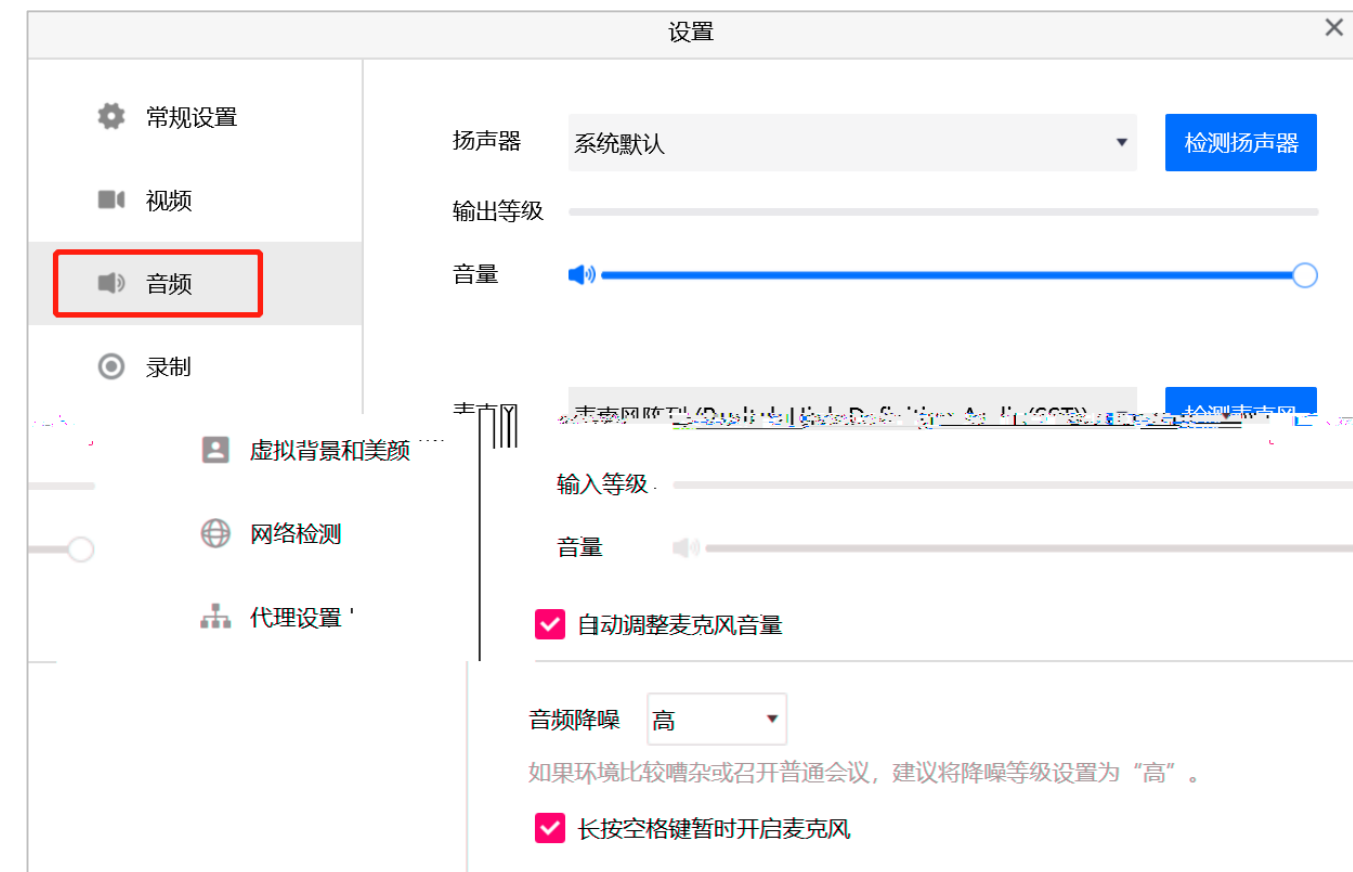 设置
常规设置
扬声器 系统默认 检测扬声器
视频
输出等级
音频
音量
录制
虚拟背景和美颜
输入等级
网络检测
音量
代理设置
自动调整麦克风音量
音频降噪 高
如果环境比较嘈杂或召开普通会议，建议将降噪等级设置为“高”。
长按空格键暂时开启麦克风